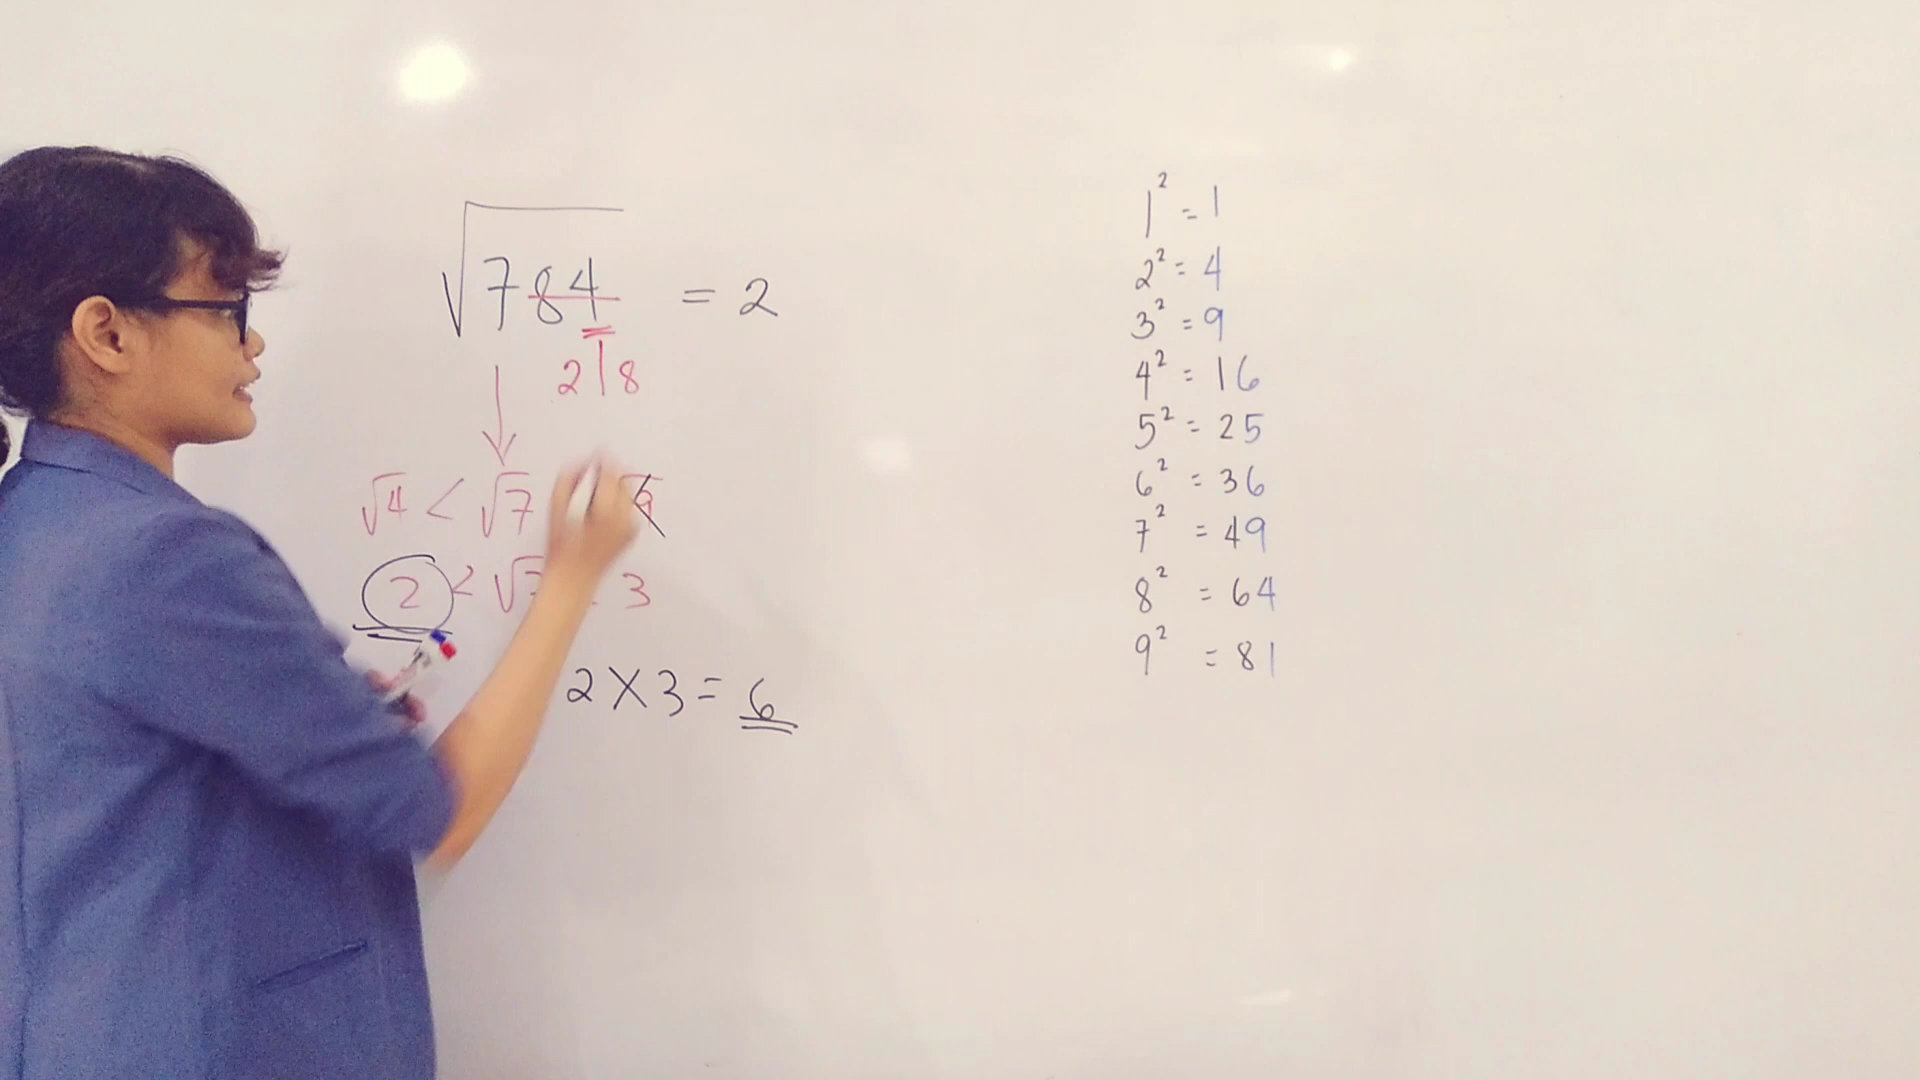 √784 = 2
2|8
√4 < √7 √9
2 < √7 3
2 X 3 = 6
1² = 1
2² = 4
3² = 9
4² = 16
5² = 25
6² = 36
7² = 49
8² = 64
9² = 81